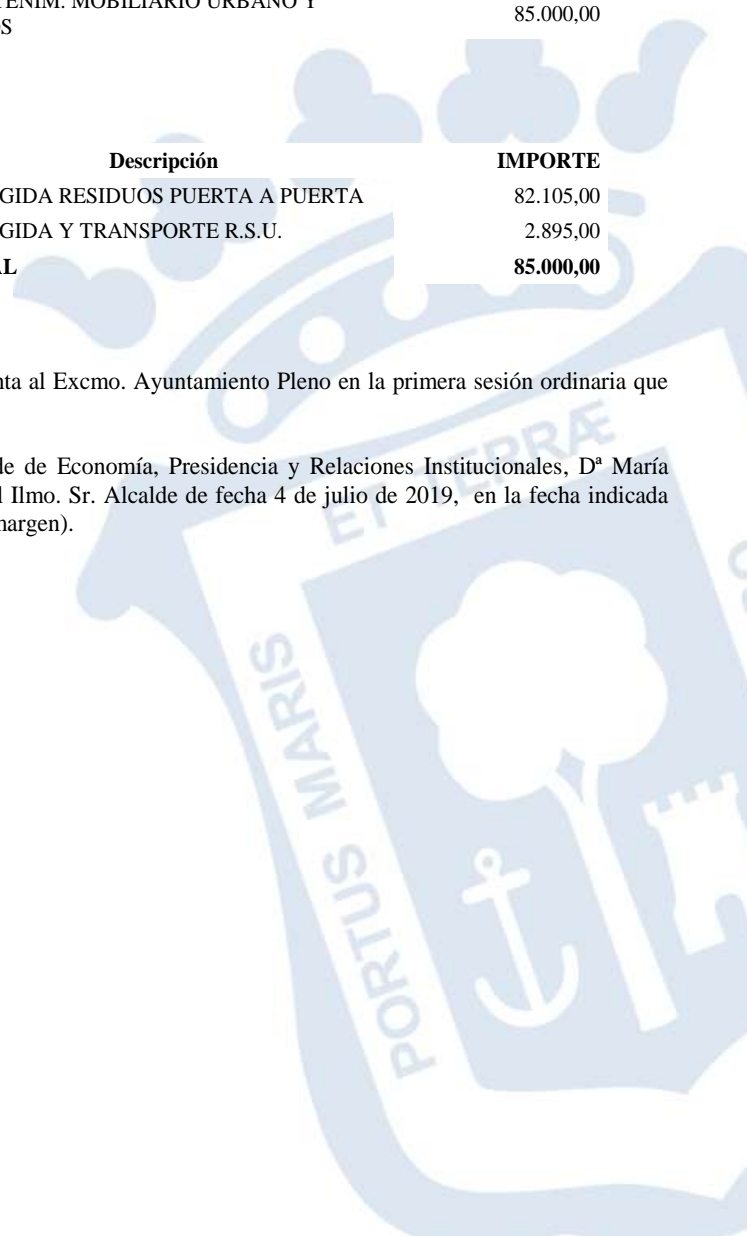 TENIM. MOBILIARIO URBANO Y
OS 85.000,00
Descripción IMPORTE
GIDA RESIDUOS PUERTA A PUERTA 82.105,00
GIDA Y TRANSPORTE R.S.U. 2.895,00
AL 85.000,00
nta al Excmo. Ayuntamiento Pleno en la primera sesión ordinaria que
de de Economía, Presidencia y Relaciones Institucionales, Dª María
l Ilmo. Sr. Alcalde de fecha 4 de julio de 2019, en la fecha indicada
margen).
ET TERRÆ
PORTUS MARIS